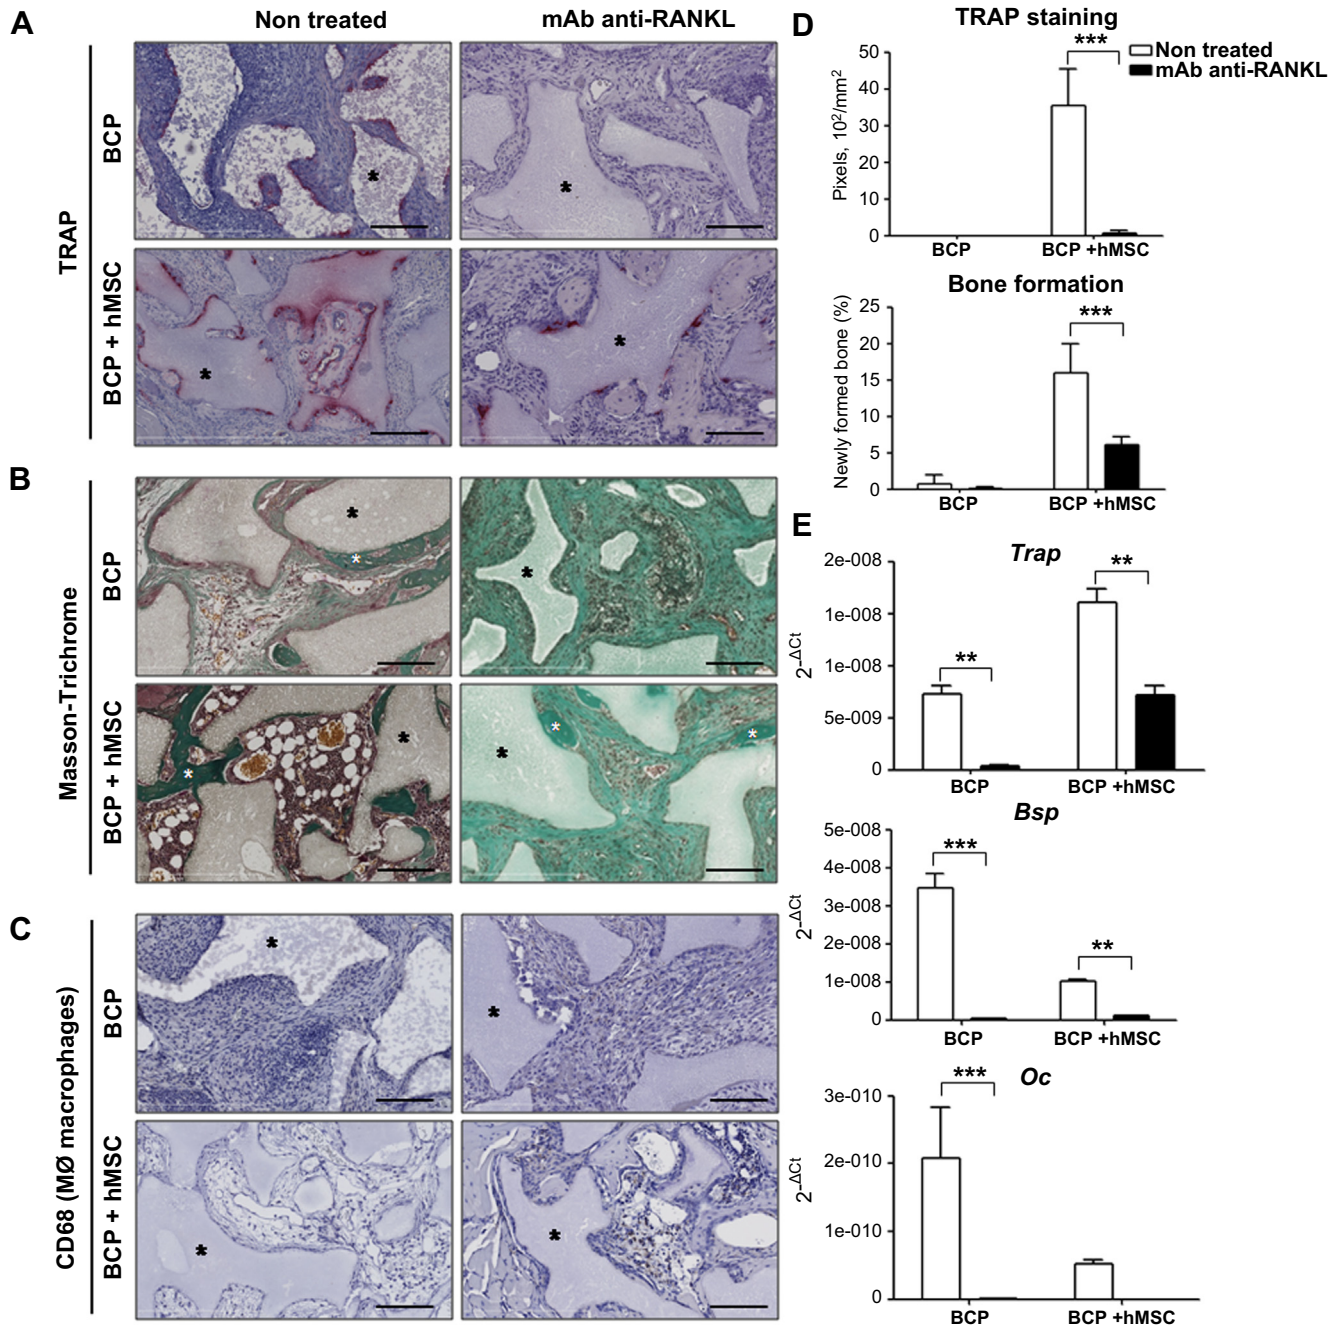 A
Non treated
mAb anti-RANKL
TRAP
BCP
*
*
BCP + hMSC
*
*
B
Masson-Trichrome
BCP
*
*
*
BCP + hMSC
*
*
*
*
*
C
CD68 (MØ macrophages)
BCP
*
*
BCP + hMSC
*
*
D
TRAP staining
Non treated
mAb anti-RANKL
***
Pixels, 10²/mm²
50
40
30
20
10
0
BCP
BCP +hMSC
Bone formation
***
Newly formed bone (%)
25
20
15
10
5
0
BCP
BCP +hMSC
E
Trap
**
**
2-ΔCt
2e-008
1e-008
1e-008
5e-009
0
BCP
BCP +hMSC
Bsp
***
**
2-ΔCt
5e-008
4e-008
3e-008
2e-008
1e-008
0
BCP
BCP +hMSC
Oc
***
2-ΔCt
3e-010
2e-010
1e-010
0
BCP
BCP +hMSC